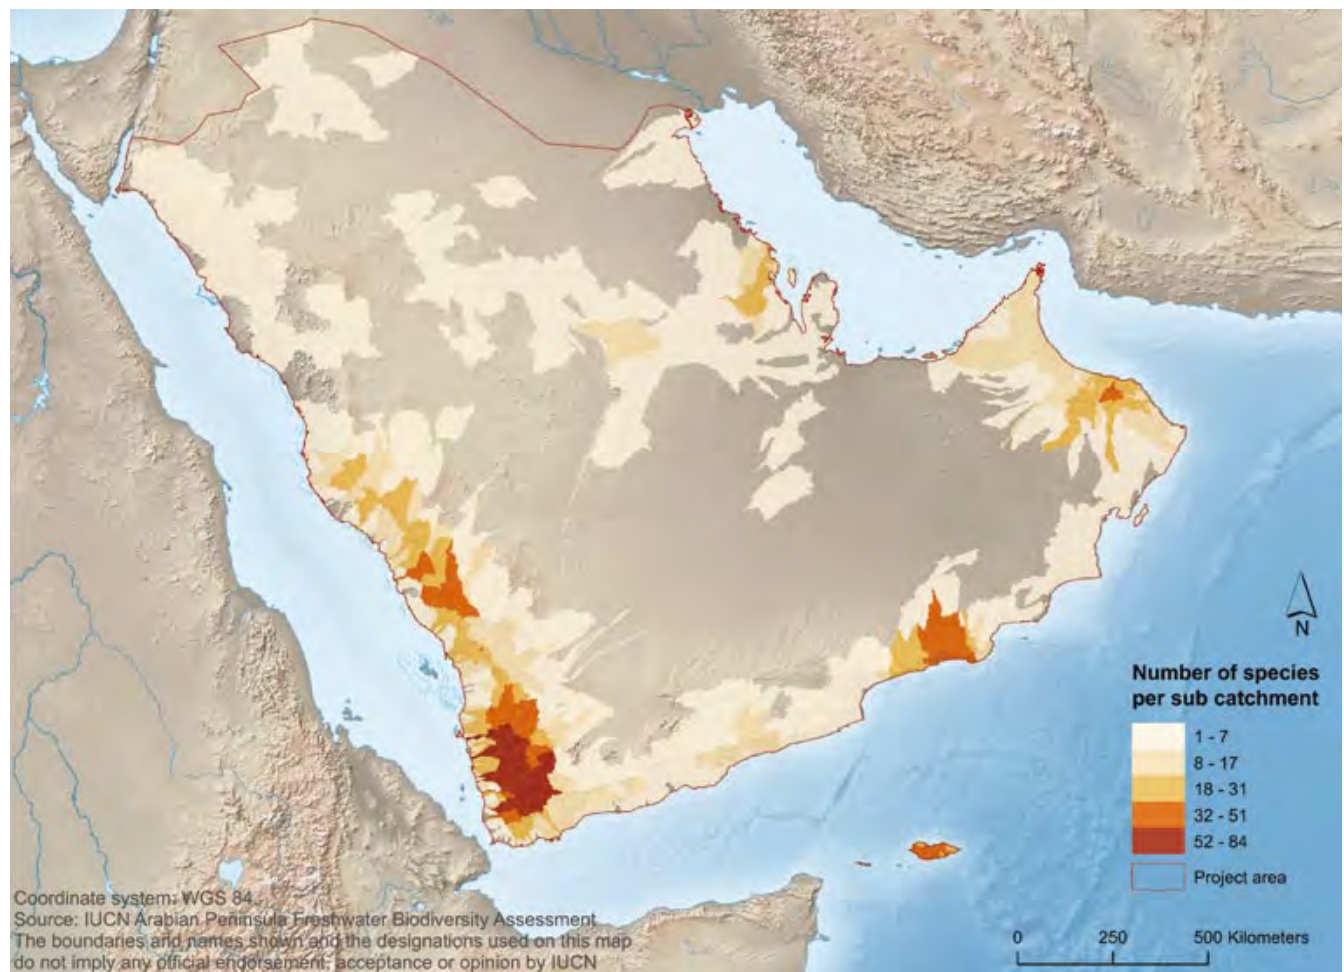 N
Number of species
per sub catchment
1 - 7
8 - 17
18 - 31
32 - 51
52 - 84
Project area
0 250 500 Kilometers
Coordinate system: WGS 84
Source: IUCN Arabian Peninsula Freshwater Biodiversity Assessment
The boundaries and names shown and the designations used on this map
do not imply any official endorsement, acceptance or opinion by IUCN